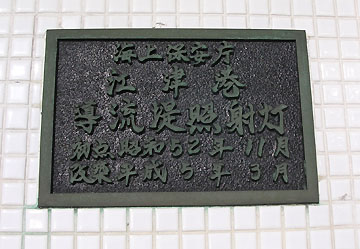 海上保安庁
江津港
導流堤照射灯
初点昭和52年11月
改築平成5年3月